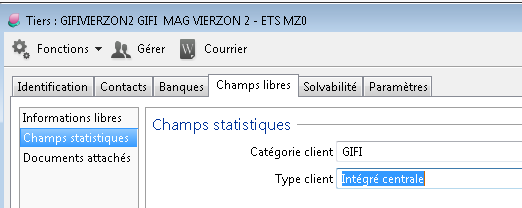 Tiers : GIFIVIERZON2 GIFI MAG VIERZON 2 - ETS MZ0
Fonctions Gérer Courrier
Identification Contacts Banques Champs libres Solvabilité Paramètres
Informations libres
Champs statistiques
Documents attachés
Champs statistiques
Catégorie client GIFI
Type client Intégré centrale